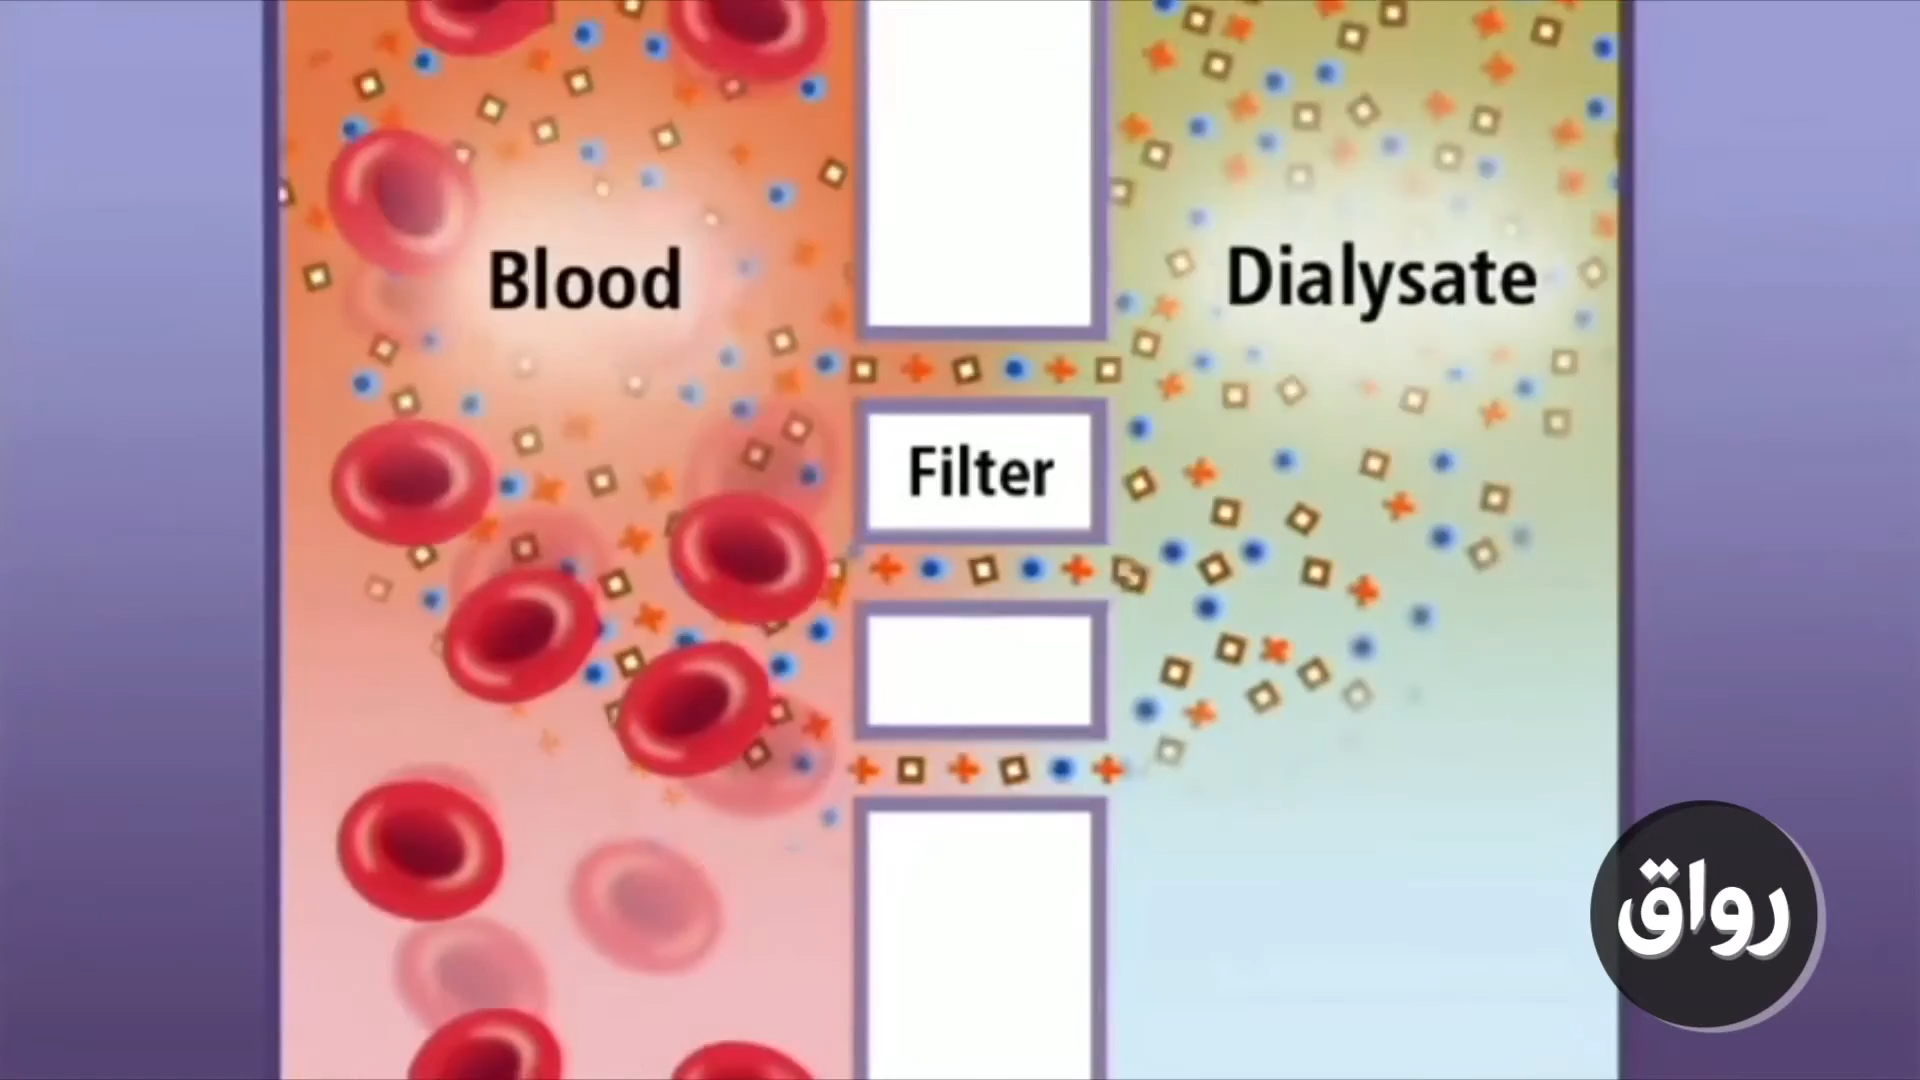 Blood
Dialysate
Filter
رواق